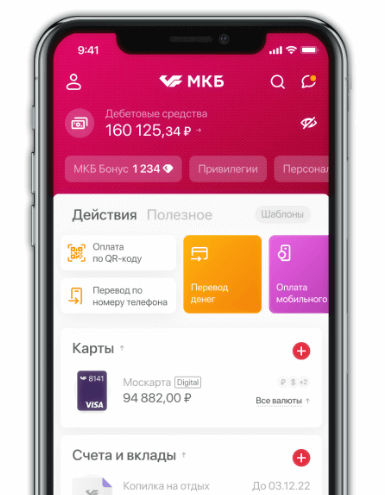 9:41
МКБ
Дебетовые средства
160 125,34 ₽
МКБ Бонус 1 234
Привилегии
Персонал
Действия Полезное Шаблоны
Оплата
по QR-коду
Перевод по
номеру телефона
Перевод
денег
Оплата
мобильного
Карты
8141
VISA
Москарта Digital
94 882,00 ₽
₽ $ +2
Все валюты
Счета и вклады
Копилка на отдых
До 03.12.22